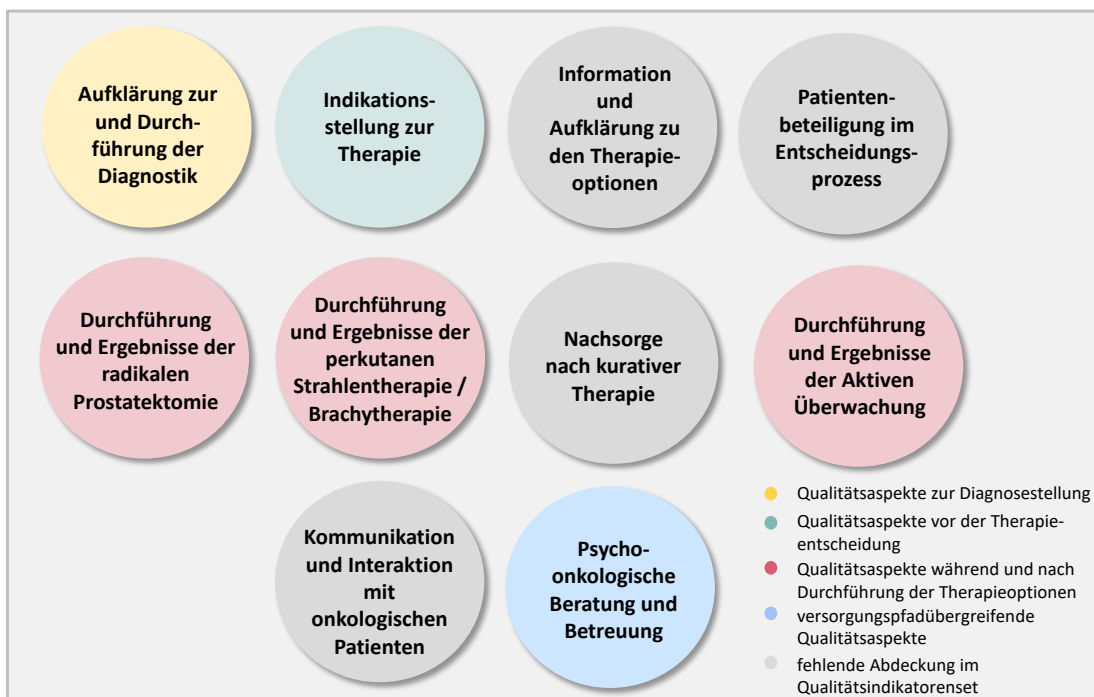 Aufklärung zur
und Durch-
führung der
Diagnostik
Indikations-
stellung zur
Therapie
Information
und
Aufklärung zu
den Therapie-
optionen
Patienten-
beteiligung im
Entscheidungs-
prozess
Durchführung
und Ergebnisse der
radikalen
Prostatektomie
Durchführung
und Ergebnisse der
perkutanen
Strahlentherapie /
Brachytherapie
Nachsorge
nach kurativer
Therapie
Durchführung
und Ergebnisse
der Aktiven
Überwachung
Kommunikation
und Interaktion
mit
onkologischen
Patienten
Psycho-
onkologische
Beratung und
Betreuung
Qualitätsaspekte zur Diagnosestellung
Qualitätsaspekte vor der Therapie-
entscheidung
Qualitätsaspekte während und nach
Durchführung der Therapieoptionen
versorgungspfadübergreifende
Qualitätsaspekte
fehlende Abdeckung im
Qualitätsindikatorenset